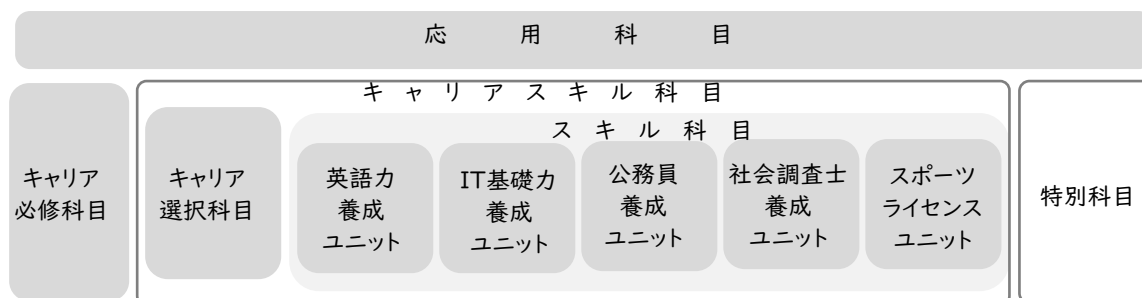 応用科目
キャリアスキル科目
スキル科目
キャリア
必修科目
キャリア
選択科目
英語力
養成
ユニット
IT基礎力
養成
ユニット
公務員
養成
ユニット
社会調査士
養成
ユニット
スポーツ
ライセンス
ユニット
特別科目